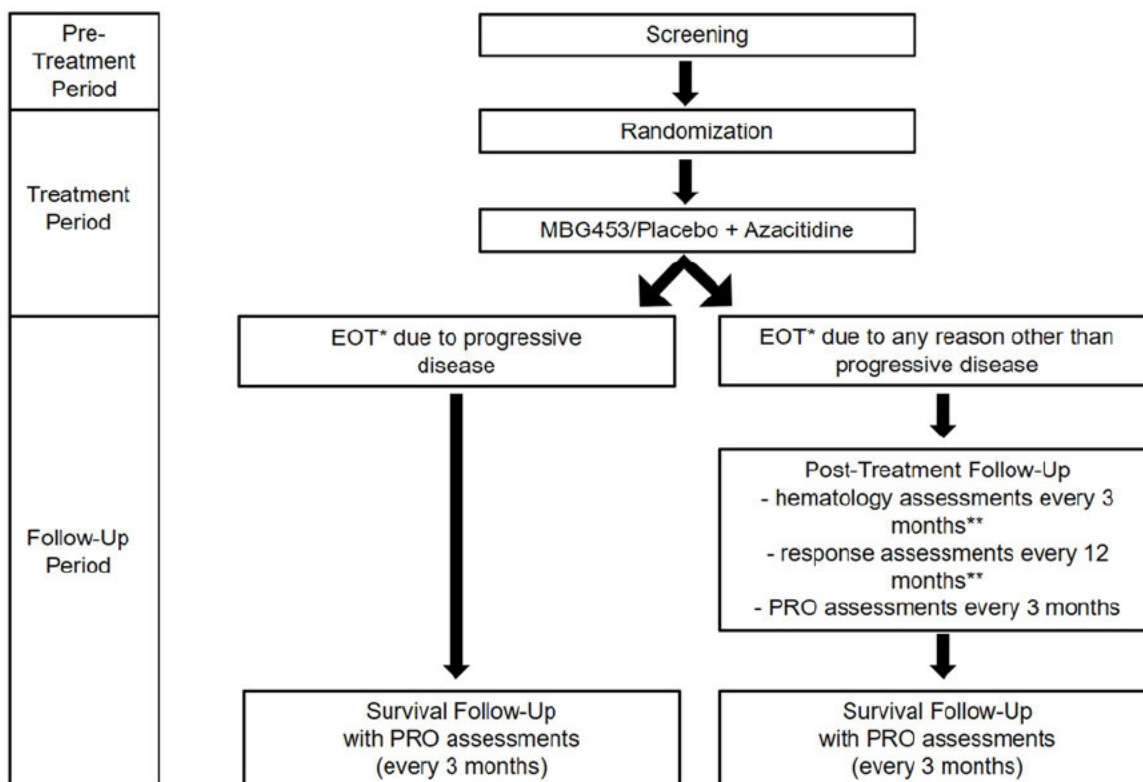 Pre-
Treatment
Period
Screening
Randomization
Treatment
Period
MBG453/Placebo + Azacitidine
EOT* due to progressive
disease
EOT* due to any reason other than
progressive disease
Follow-Up
Period
Post-Treatment Follow-Up
- hematology assessments every 3
months**
- response assessments every 12
months**
- PRO assessments every 3 months
Survival Follow-Up
with PRO assessments
(every 3 months)
Survival Follow-Up
with PRO assessments
(every 3 months)